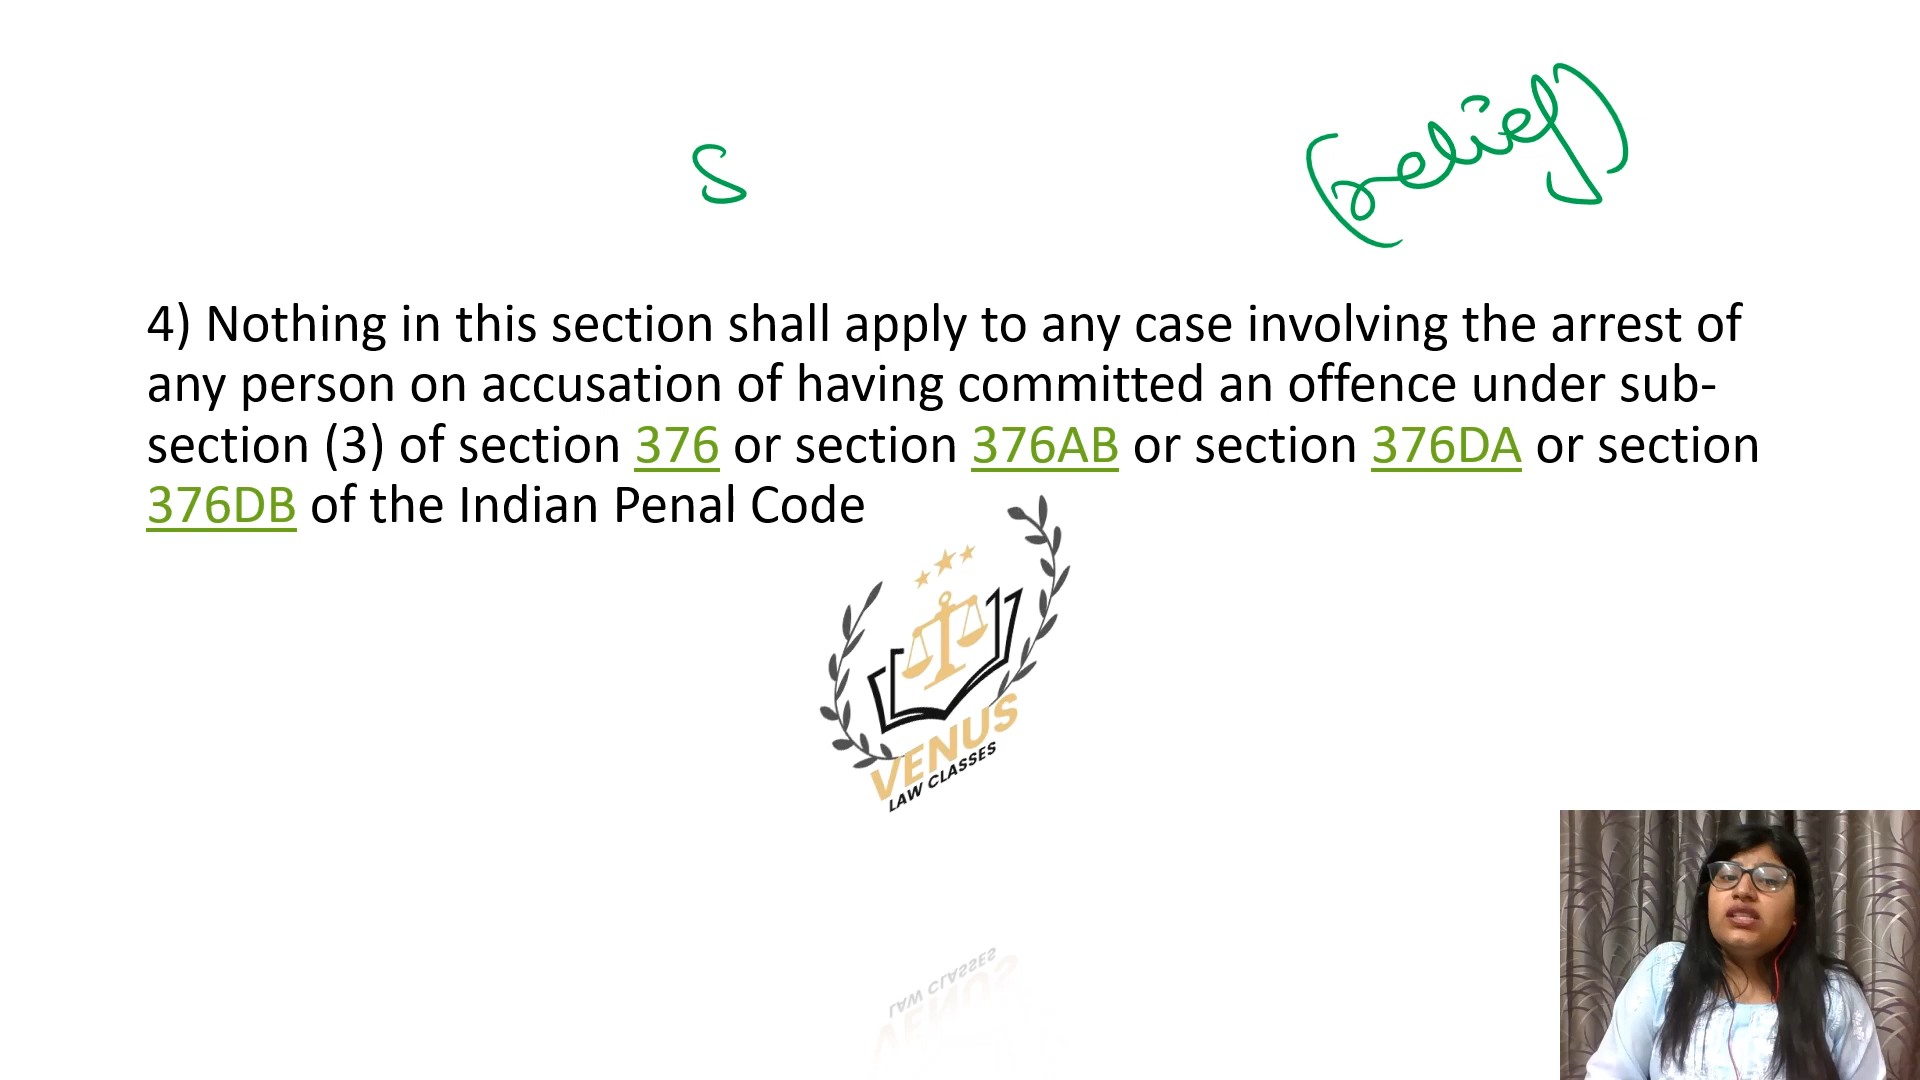 S
(belief)
4) Nothing in this section shall apply to any case involving the arrest of
any person on accusation of having committed an offence under sub-
section (3) of section 376 or section 376AB or section 376DA or section
376DB of the Indian Penal Code
VENUS
LAW CLASSES